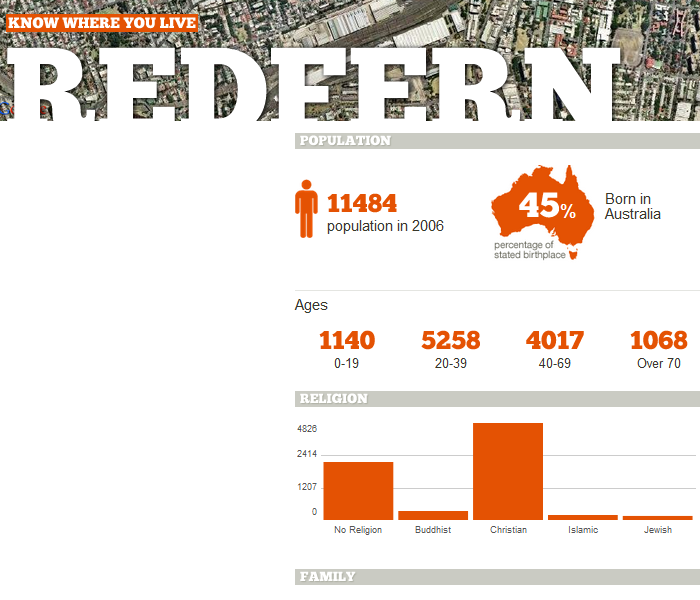 KNOW WHERE YOU LIVE
REDFERN
POPULATION
11484
population in 2006
45%
Born in
Australia
percentage of
stated birthplace
Ages
1140 5258 4017 1068
0-19 20-39 40-69 Over 70
RELIGION
4826
2414
1207
0
No Religion Buddhist Christian Islamic Jewish
FAMILY